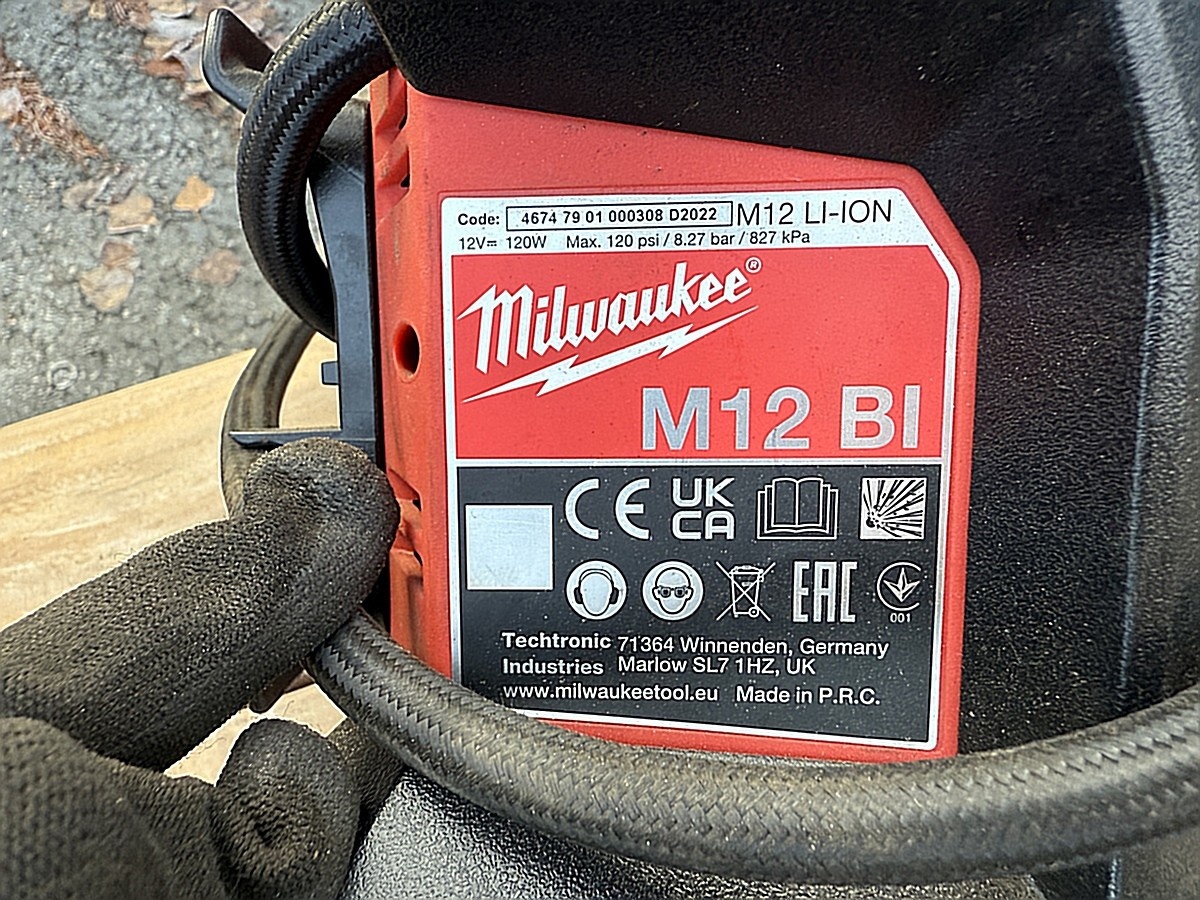 Code: 4674 79 01 000308 D2022 M12 LI-ION
12V⎓ 120W Max. 120 psi / 8.27 bar / 827 kPa
Milwaukee®
M12 BI
CE UK CA
EAC
001
Techtronic 71364 Winnenden, Germany
Industries Marlow SL7 1HZ, UK
www.milwaukeetool.eu Made in P.R.C.